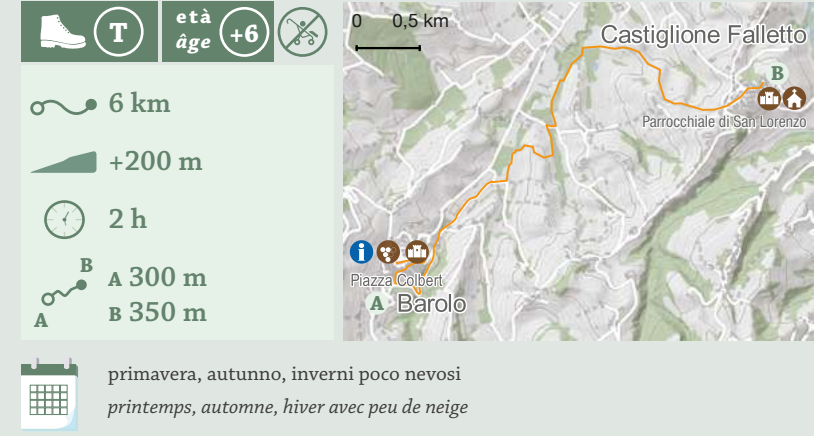 T
età
âge
+6
6 km
+200 m
2 h
B
A
A 300 m
B 350 m
0 0,5 km
Castiglione Falletto
B
Parrocchiale di San Lorenzo
Piazza Colbert
A Barolo
primavera, autunno, inverni poco nevosi
printemps, automne, hiver avec peu de neige